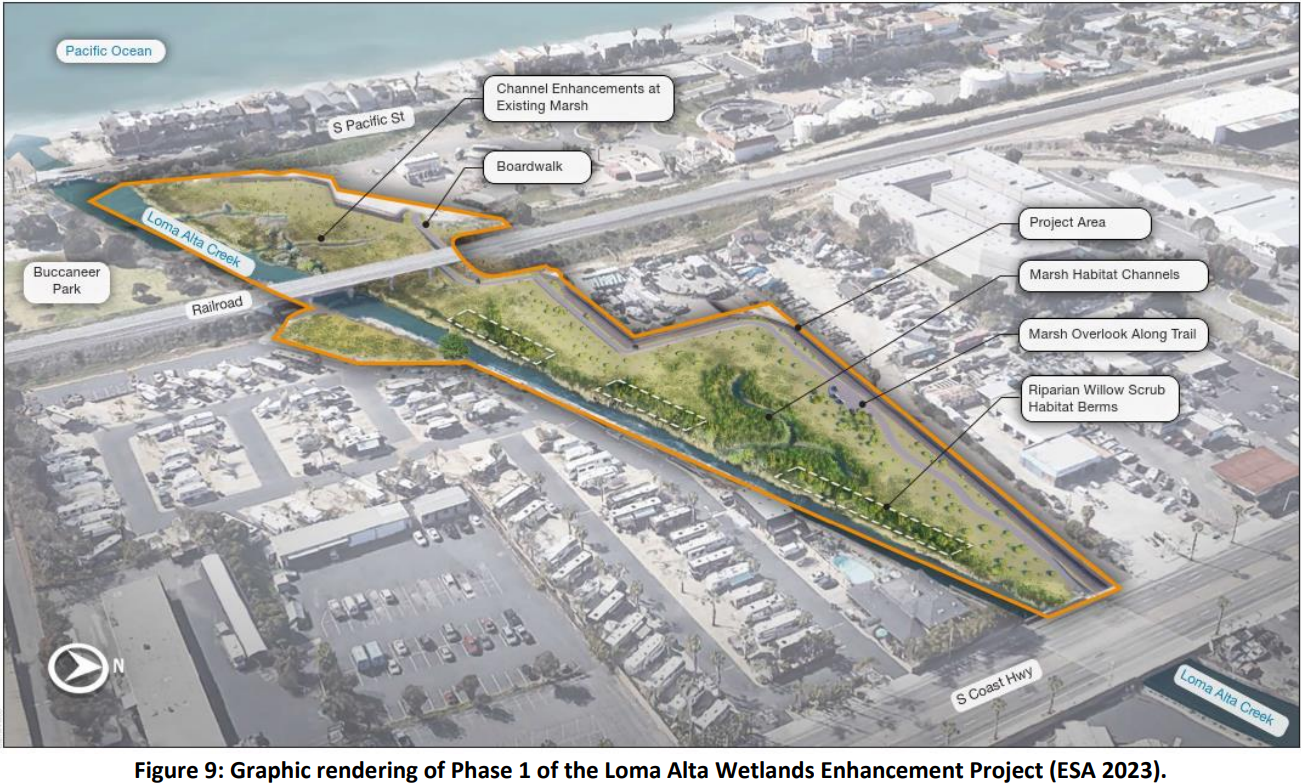 Pacific Ocean
Channel Enhancements at
Existing Marsh
S Pacific St
Boardwalk
Project Area
Loma Alta Creek
Buccaneer
Park
Marsh Habitat Channels
Railroad
Marsh Overlook Along Trail
Riparian Willow Scrub
Habitat Berms
N
S Coast Hwy
Loma Alta Creek
Figure 9: Graphic rendering of Phase 1 of the Loma Alta Wetlands Enhancement Project (ESA 2023).